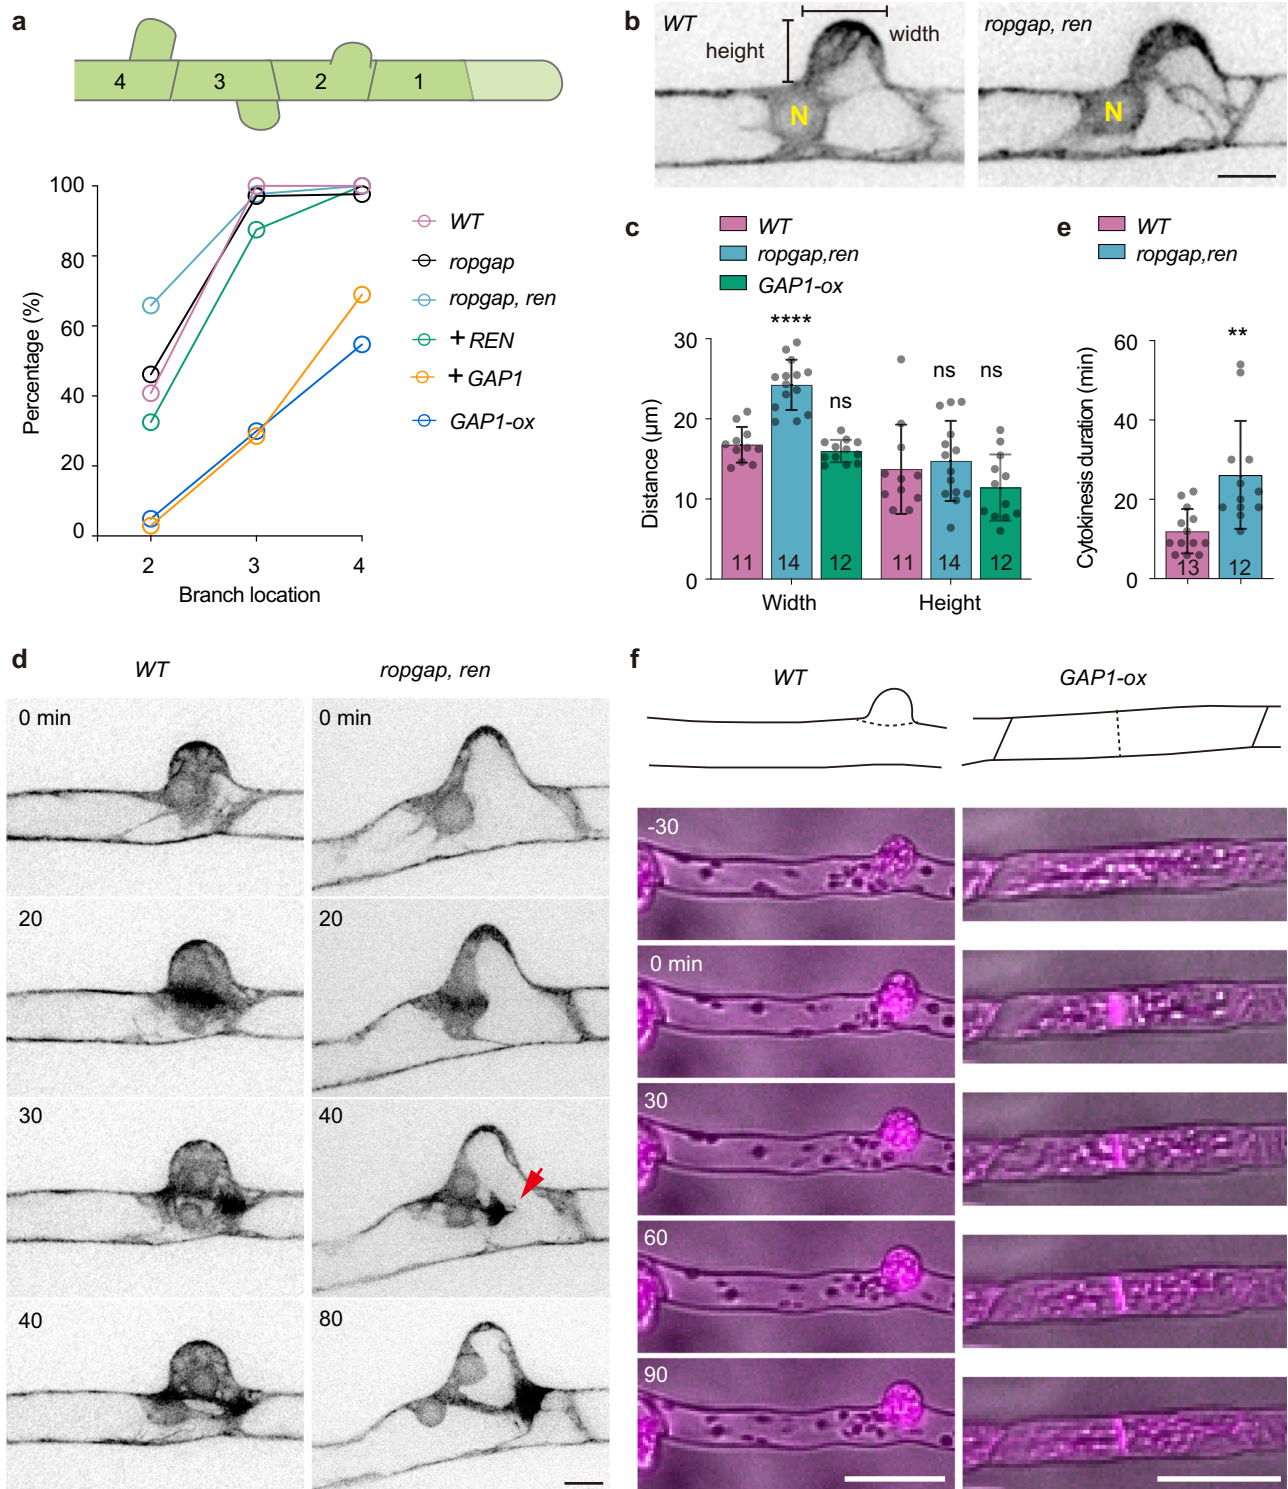 a
4 3 2 1
100
80
60
40
20
0
Percentage (%)
2 3 4
Branch location
WT
ropgap
ropgap, ren
+ REN
+ GAP1
GAP1-ox
b
WT
height
width
N
ropgap, ren
N
c
WT
ropgap,ren
GAP1-ox
30
20
10
0
Distance (µm)
**** ns ns ns
11 14 12 11 14 12
Width Height
e
WT
ropgap,ren
60
40
20
0
Cytokinesis duration (min)
**
13 12
d
WT ropgap, ren
0 min 0 min
20 20
30 40
40 80
f
WT GAP1-ox
-30
0 min
30
60
90